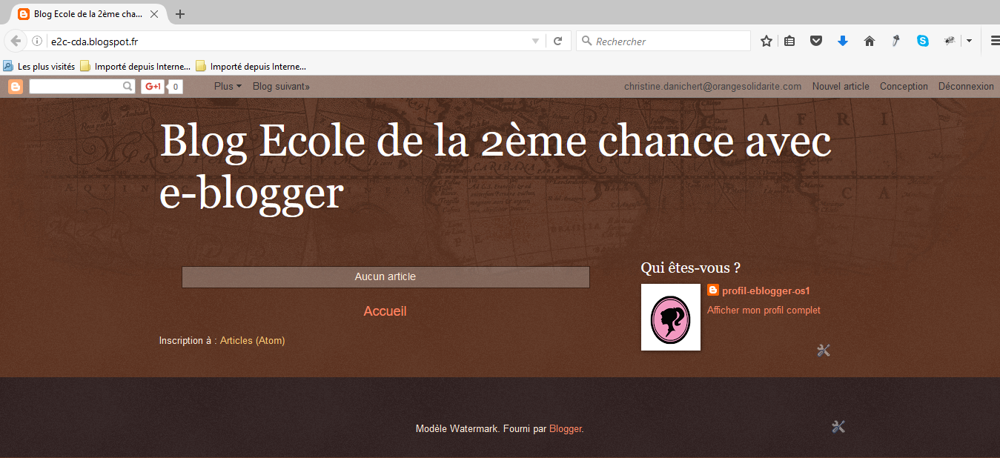 Blog Ecole de la 2ème cha...
e2c-cda.blogspot.fr
Rechercher
Les plus visités Importé depuis Interne... Importé depuis Interne...
G+1 0 Plus Blog suivant» christine.danichert@orangesolidarite.com Nouvel article Conception Déconnexion
Blog Ecole de la 2ème chance avec
e-blogger
A F R I
CARIBANA
C A
Qui êtes-vous ?
Aucun article
profil-eblogger-os1
Accueil
Afficher mon profil complet
Inscription à : Articles (Atom)
Modèle Watermark. Fourni par Blogger.